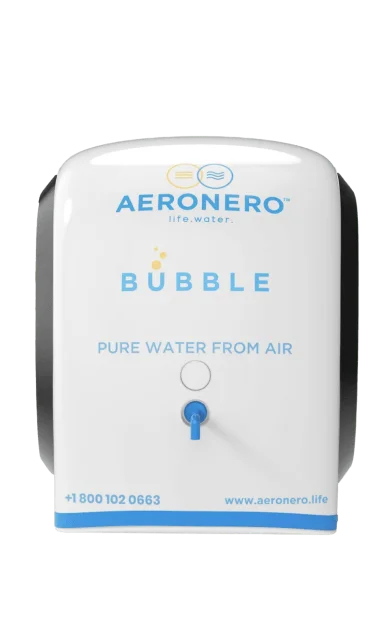 AERONERO™
life.water.
BUBBLE
PURE WATER FROM AIR
+1 800 102 0663
www.aeronero.life